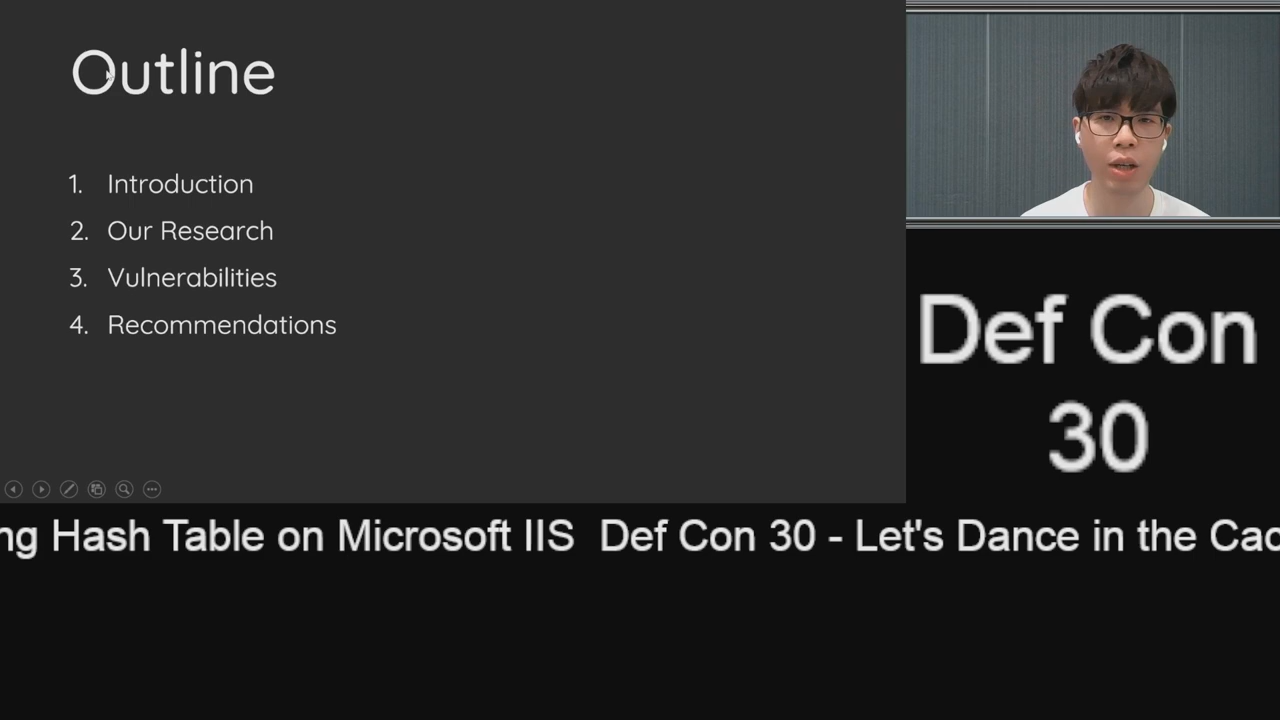 Outline
1. Introduction
2. Our Research
3. Vulnerabilities
4. Recommendations
Def Con
30
ng Hash Table on Microsoft IIS  Def Con 30 - Let's Dance in the Cac